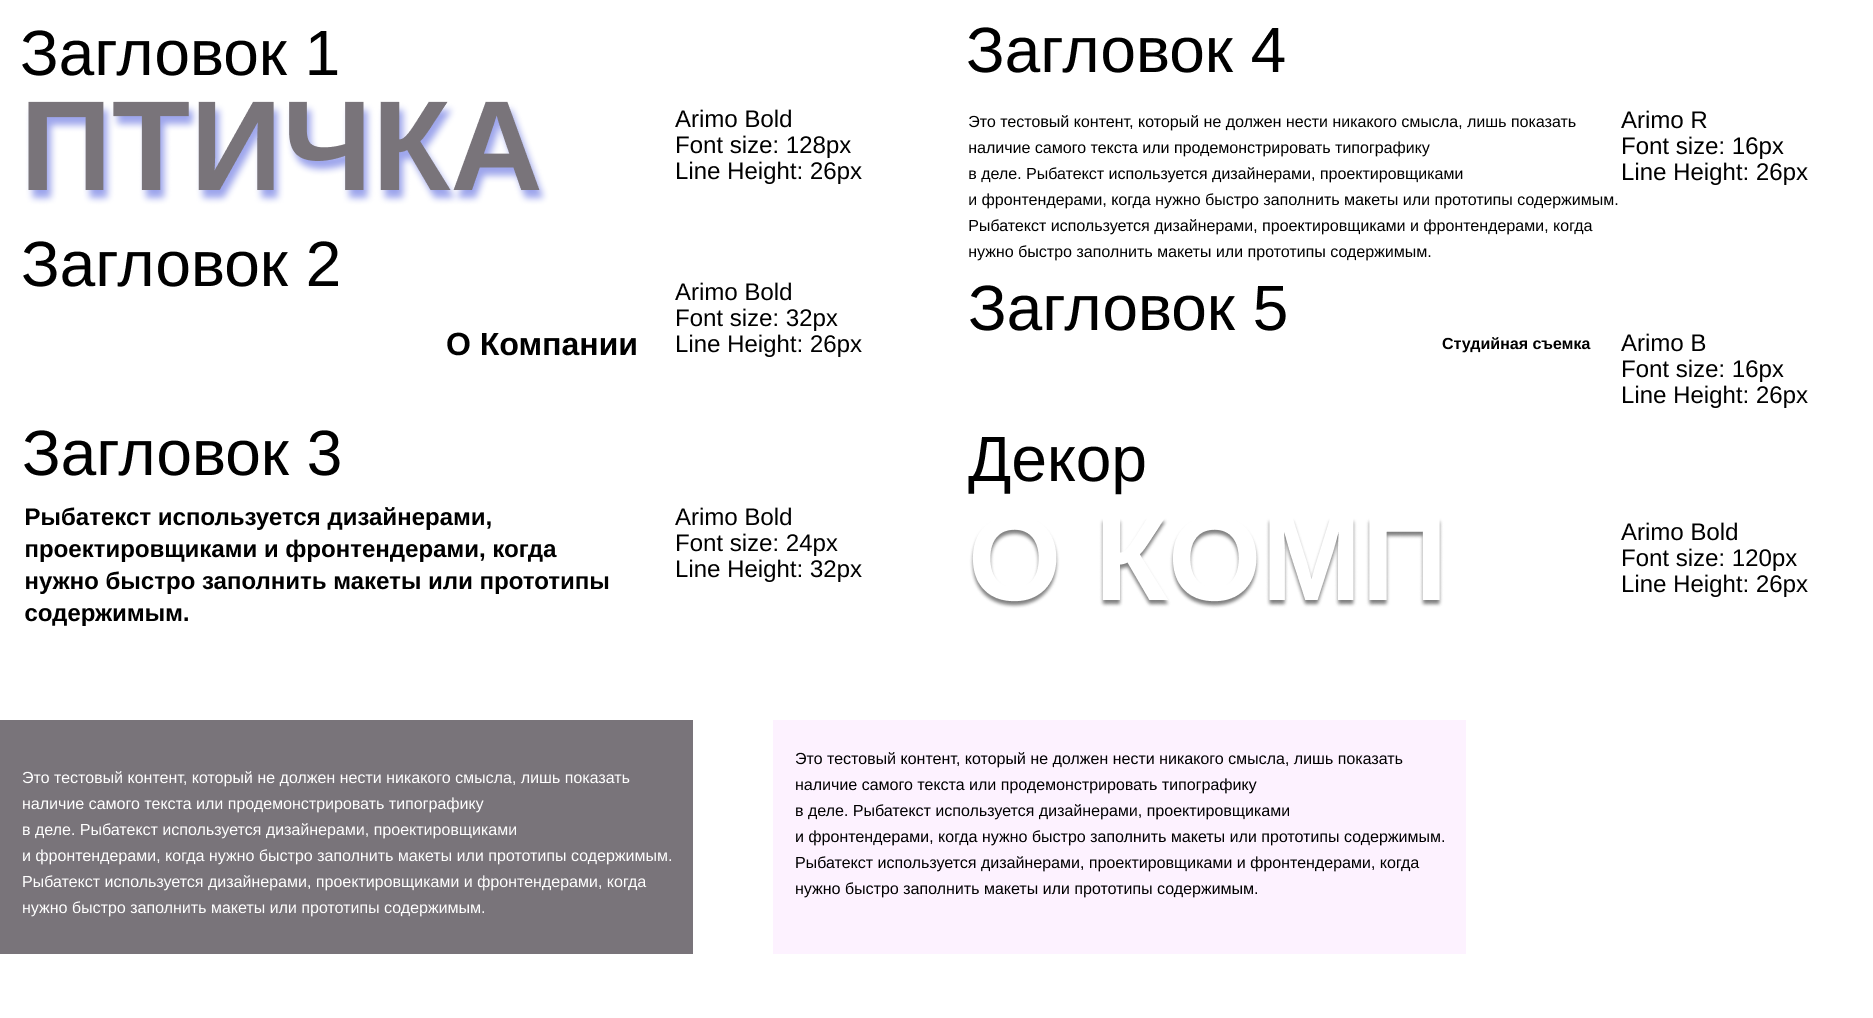 Загловок 1
ПТИЧКА
Arimo Bold
Font size: 128px
Line Height: 26px
Загловок 2
О Компании
Arimo Bold
Font size: 32px
Line Height: 26px
Загловок 3
Рыбатекст используется дизайнерами,
проектировщиками и фронтендерами, когда
нужно быстро заполнить макеты или прототипы
содержимым.
Arimo Bold
Font size: 24px
Line Height: 32px
Загловок 4
Это тестовый контент, который не должен нести никакого смысла, лишь показать
наличие самого текста или продемонстрировать типографику
в деле. Рыбатекст используется дизайнерами, проектировщиками
и фронтендерами, когда нужно быстро заполнить макеты или прототипы содержимым.
Рыбатекст используется дизайнерами, проектировщиками и фронтендерами, когда
нужно быстро заполнить макеты или прототипы содержимым.
Arimo R
Font size: 16px
Line Height: 26px
Загловок 5
Студийная съемка
Arimo B
Font size: 16px
Line Height: 26px
Декор
О КОМП
Arimo Bold
Font size: 120px
Line Height: 26px
Это тестовый контент, который не должен нести никакого смысла, лишь показать
наличие самого текста или продемонстрировать типографику
в деле. Рыбатекст используется дизайнерами, проектировщиками
и фронтендерами, когда нужно быстро заполнить макеты или прототипы содержимым.
Рыбатекст используется дизайнерами, проектировщиками и фронтендерами, когда
нужно быстро заполнить макеты или прототипы содержимым.
Это тестовый контент, который не должен нести никакого смысла, лишь показать
наличие самого текста или продемонстрировать типографику
в деле. Рыбатекст используется дизайнерами, проектировщиками
и фронтендерами, когда нужно быстро заполнить макеты или прототипы содержимым.
Рыбатекст используется дизайнерами, проектировщиками и фронтендерами, когда
нужно быстро заполнить макеты или прототипы содержимым.